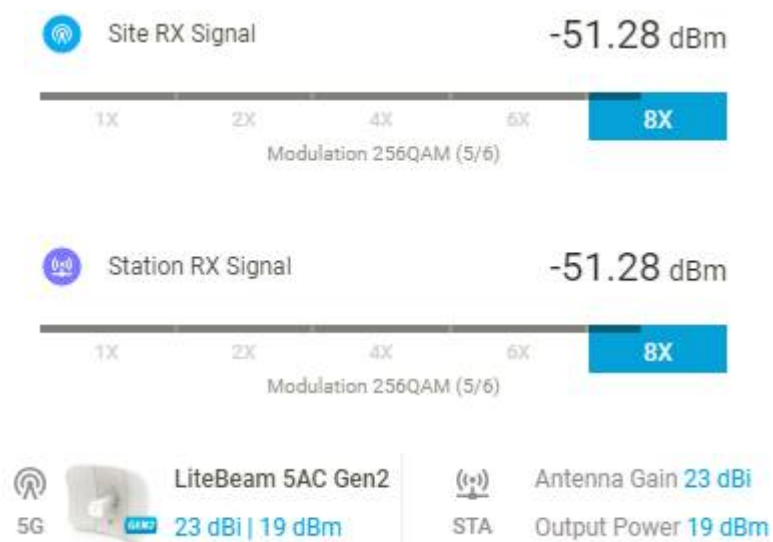 Site RX Signal -51.28 dBm
1X 2X 4X 6X 8X
Modulation 256QAM (5/6)
Station RX Signal -51.28 dBm
1X 2X 4X 6X 8X
Modulation 256QAM (5/6)
LiteBeam 5AC Gen2 Antenna Gain 23 dBi
5G GEN2 23 dBi | 19 dBm STA Output Power 19 dBm